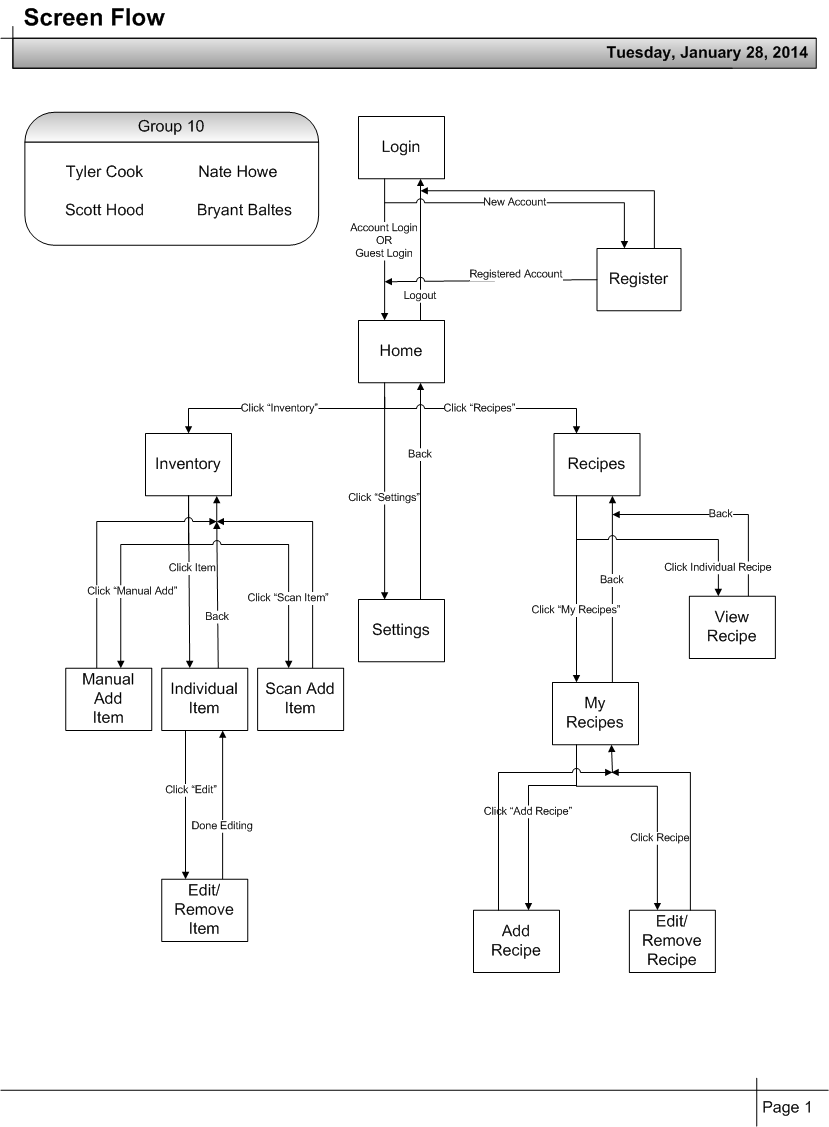 Screen Flow
Tuesday, January 28, 2014
Group 10
Tyler Cook
Nate Howe
Scott Hood
Bryant Baltes
Login
New Account
Account Login
OR
Guest Login
Registered Account
Register
Logout
Home
Click “Inventory”
Click “Recipes”
Inventory
Back
Recipes
Click “Settings”
Back
Click Item
Click Individual Recipe
Click “Manual Add”
Click “Scan Item”
Back
Click “My Recipes”
Back
Settings
View
Recipe
Manual
Add
Item
Individual
Item
Scan Add
Item
My
Recipes
Click “Edit”
Done Editing
Click “Add Recipe”
Click Recipe
Edit/
Remove
Item
Add
Recipe
Edit/
Remove
Recipe
Page 1